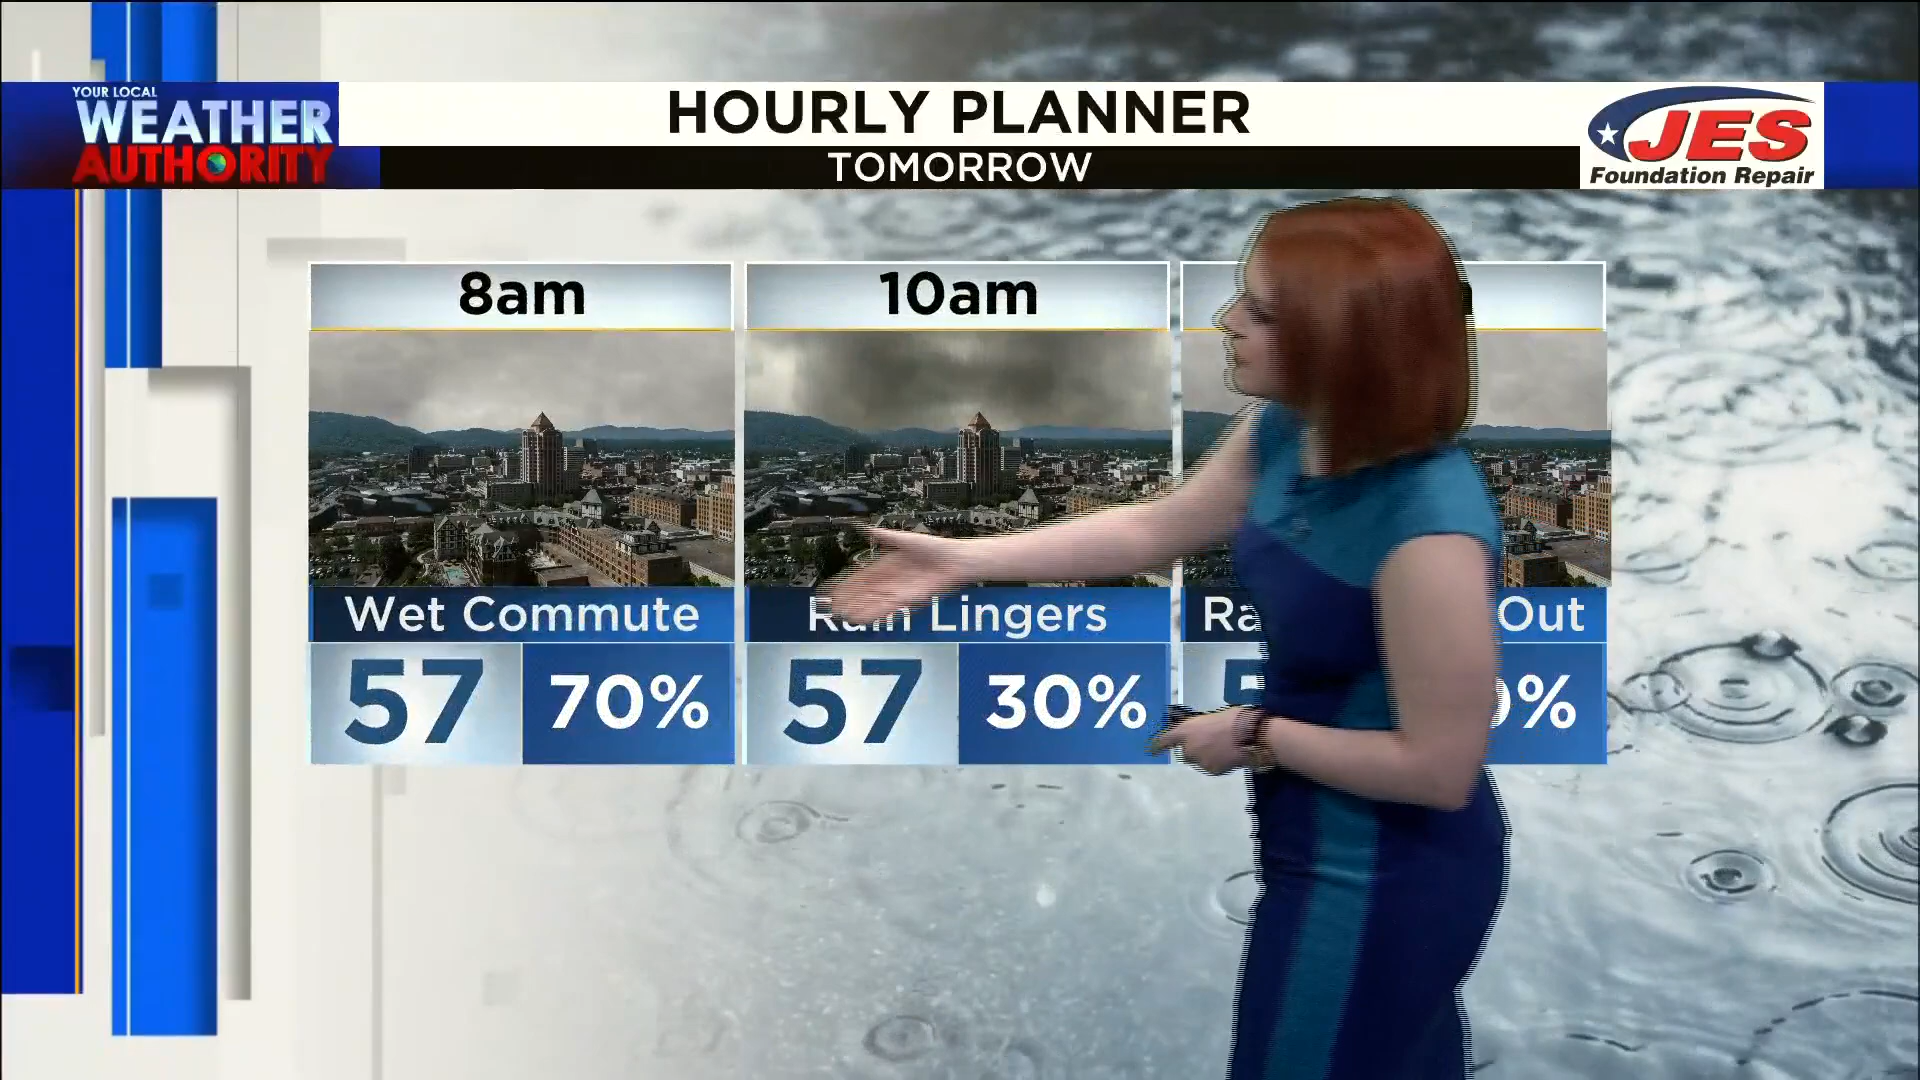 YOUR LOCAL
WEATHER
AUTHORITY
HOURLY PLANNER
TOMORROW
JES
Foundation Repair
8am
10am
Wet Commute
Rain Lingers
Out
57
70%
57
30%